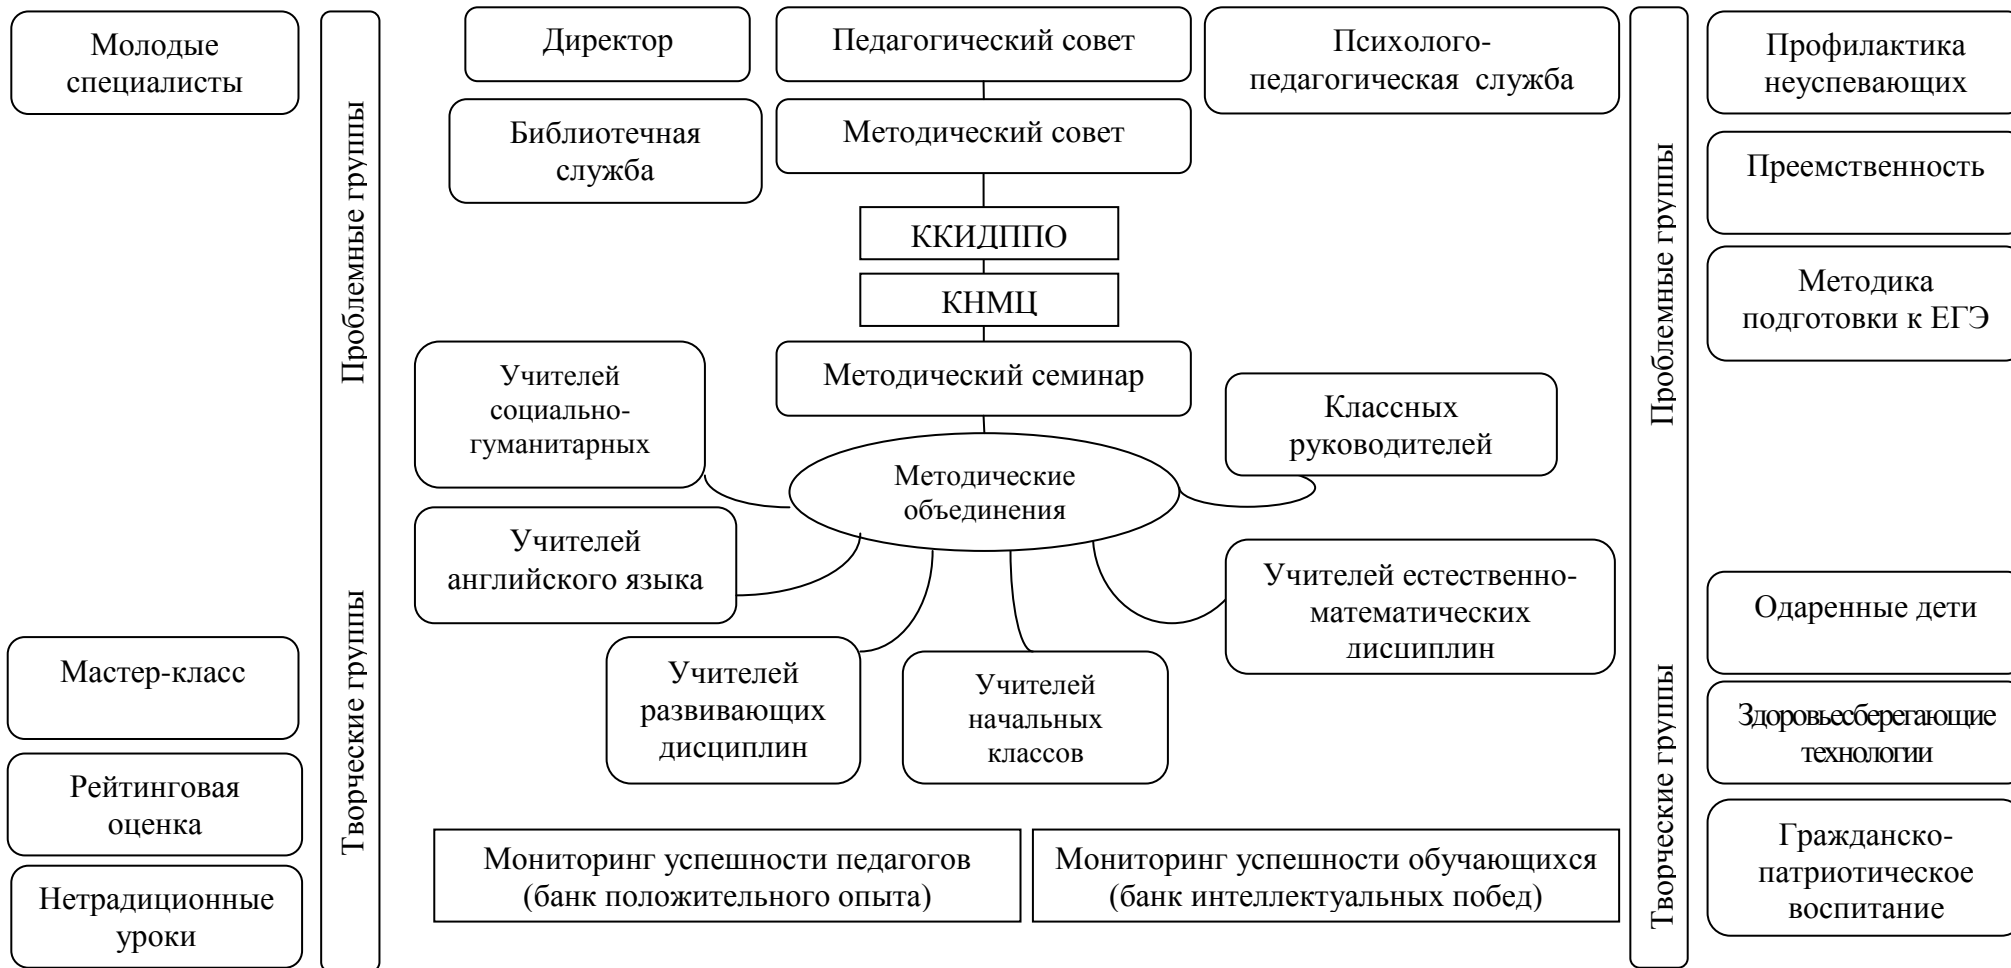 Молодые
специалисты
Директор
Педагогический совет
Психолого-
педагогическая служба
Профилактика
неуспевающих
Библиотечная
служба
Методический совет
Преемственность
ККИДППО
КНМЦ
Методика
подготовки к ЕГЭ
Проблемные группы
Проблемные группы
Методический семинар
Учителей
социально-
гуманитарных
Классных
руководителей
Методические
объединения
Учителей
английского языка
Учителей естественно-
математических
дисциплин
Одаренные дети
Мастер-класс
Учителей
развивающих
дисциплин
Учителей
начальных
классов
Здоровьесберегающие
технологии
Творческие группы
Творческие группы
Рейтинговая
оценка
Мониторинг успешности педагогов
(банк положительного опыта)
Мониторинг успешности обучающихся
(банк интеллектуальных побед)
Гражданско-
патриотическое
воспитание
Нетрадиционные
уроки